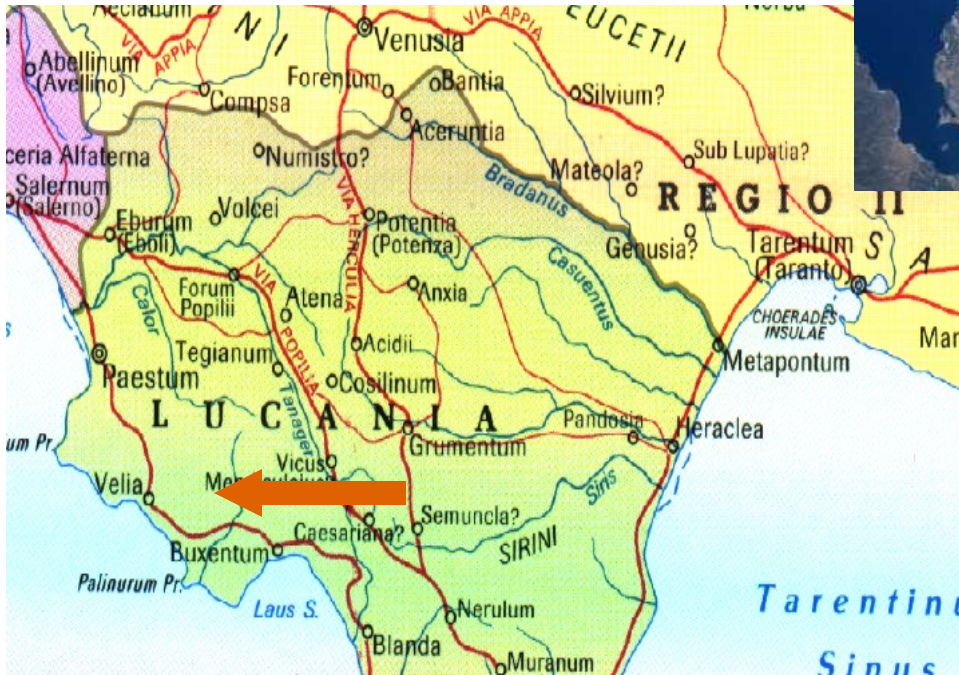 Aeclanum
N I
VIA APPIA
Venusia
VIA APPIA
EUCETII
Abellinum
(Avellino)
Compsa
Forentum
Bantia
Aceruntia
Silvium?
ceria Alfaterna
Numistro?
Bradanus
Mateola?
Sub Lupatia?
REGIO II
Salernum
(Salerno)
Eburum
(Eboli)
Volcei
VIA HERCULIA
Potentia
(Potenza)
Genusia?
Tarentum
(Taranto)
S A
Calor
Forum
Popilii
VIA POPILIA
Atena
Anxia
Casuentus
CHOERADES
INSULAE
Mar
Paestum
Tegianum
Acidii
Cosilinum
Metapontum
Tanager
LUCANIA
Grumentum
Pandosia
Heraclea
um Pr.
Vicus
Velia
Siris
Semuncla?
Caesariana?
SIRINI
Buxentum
Palinurum Pr.
Laus S.
Nerulum
Tarentinu
Blanda
Muranum
Sinus